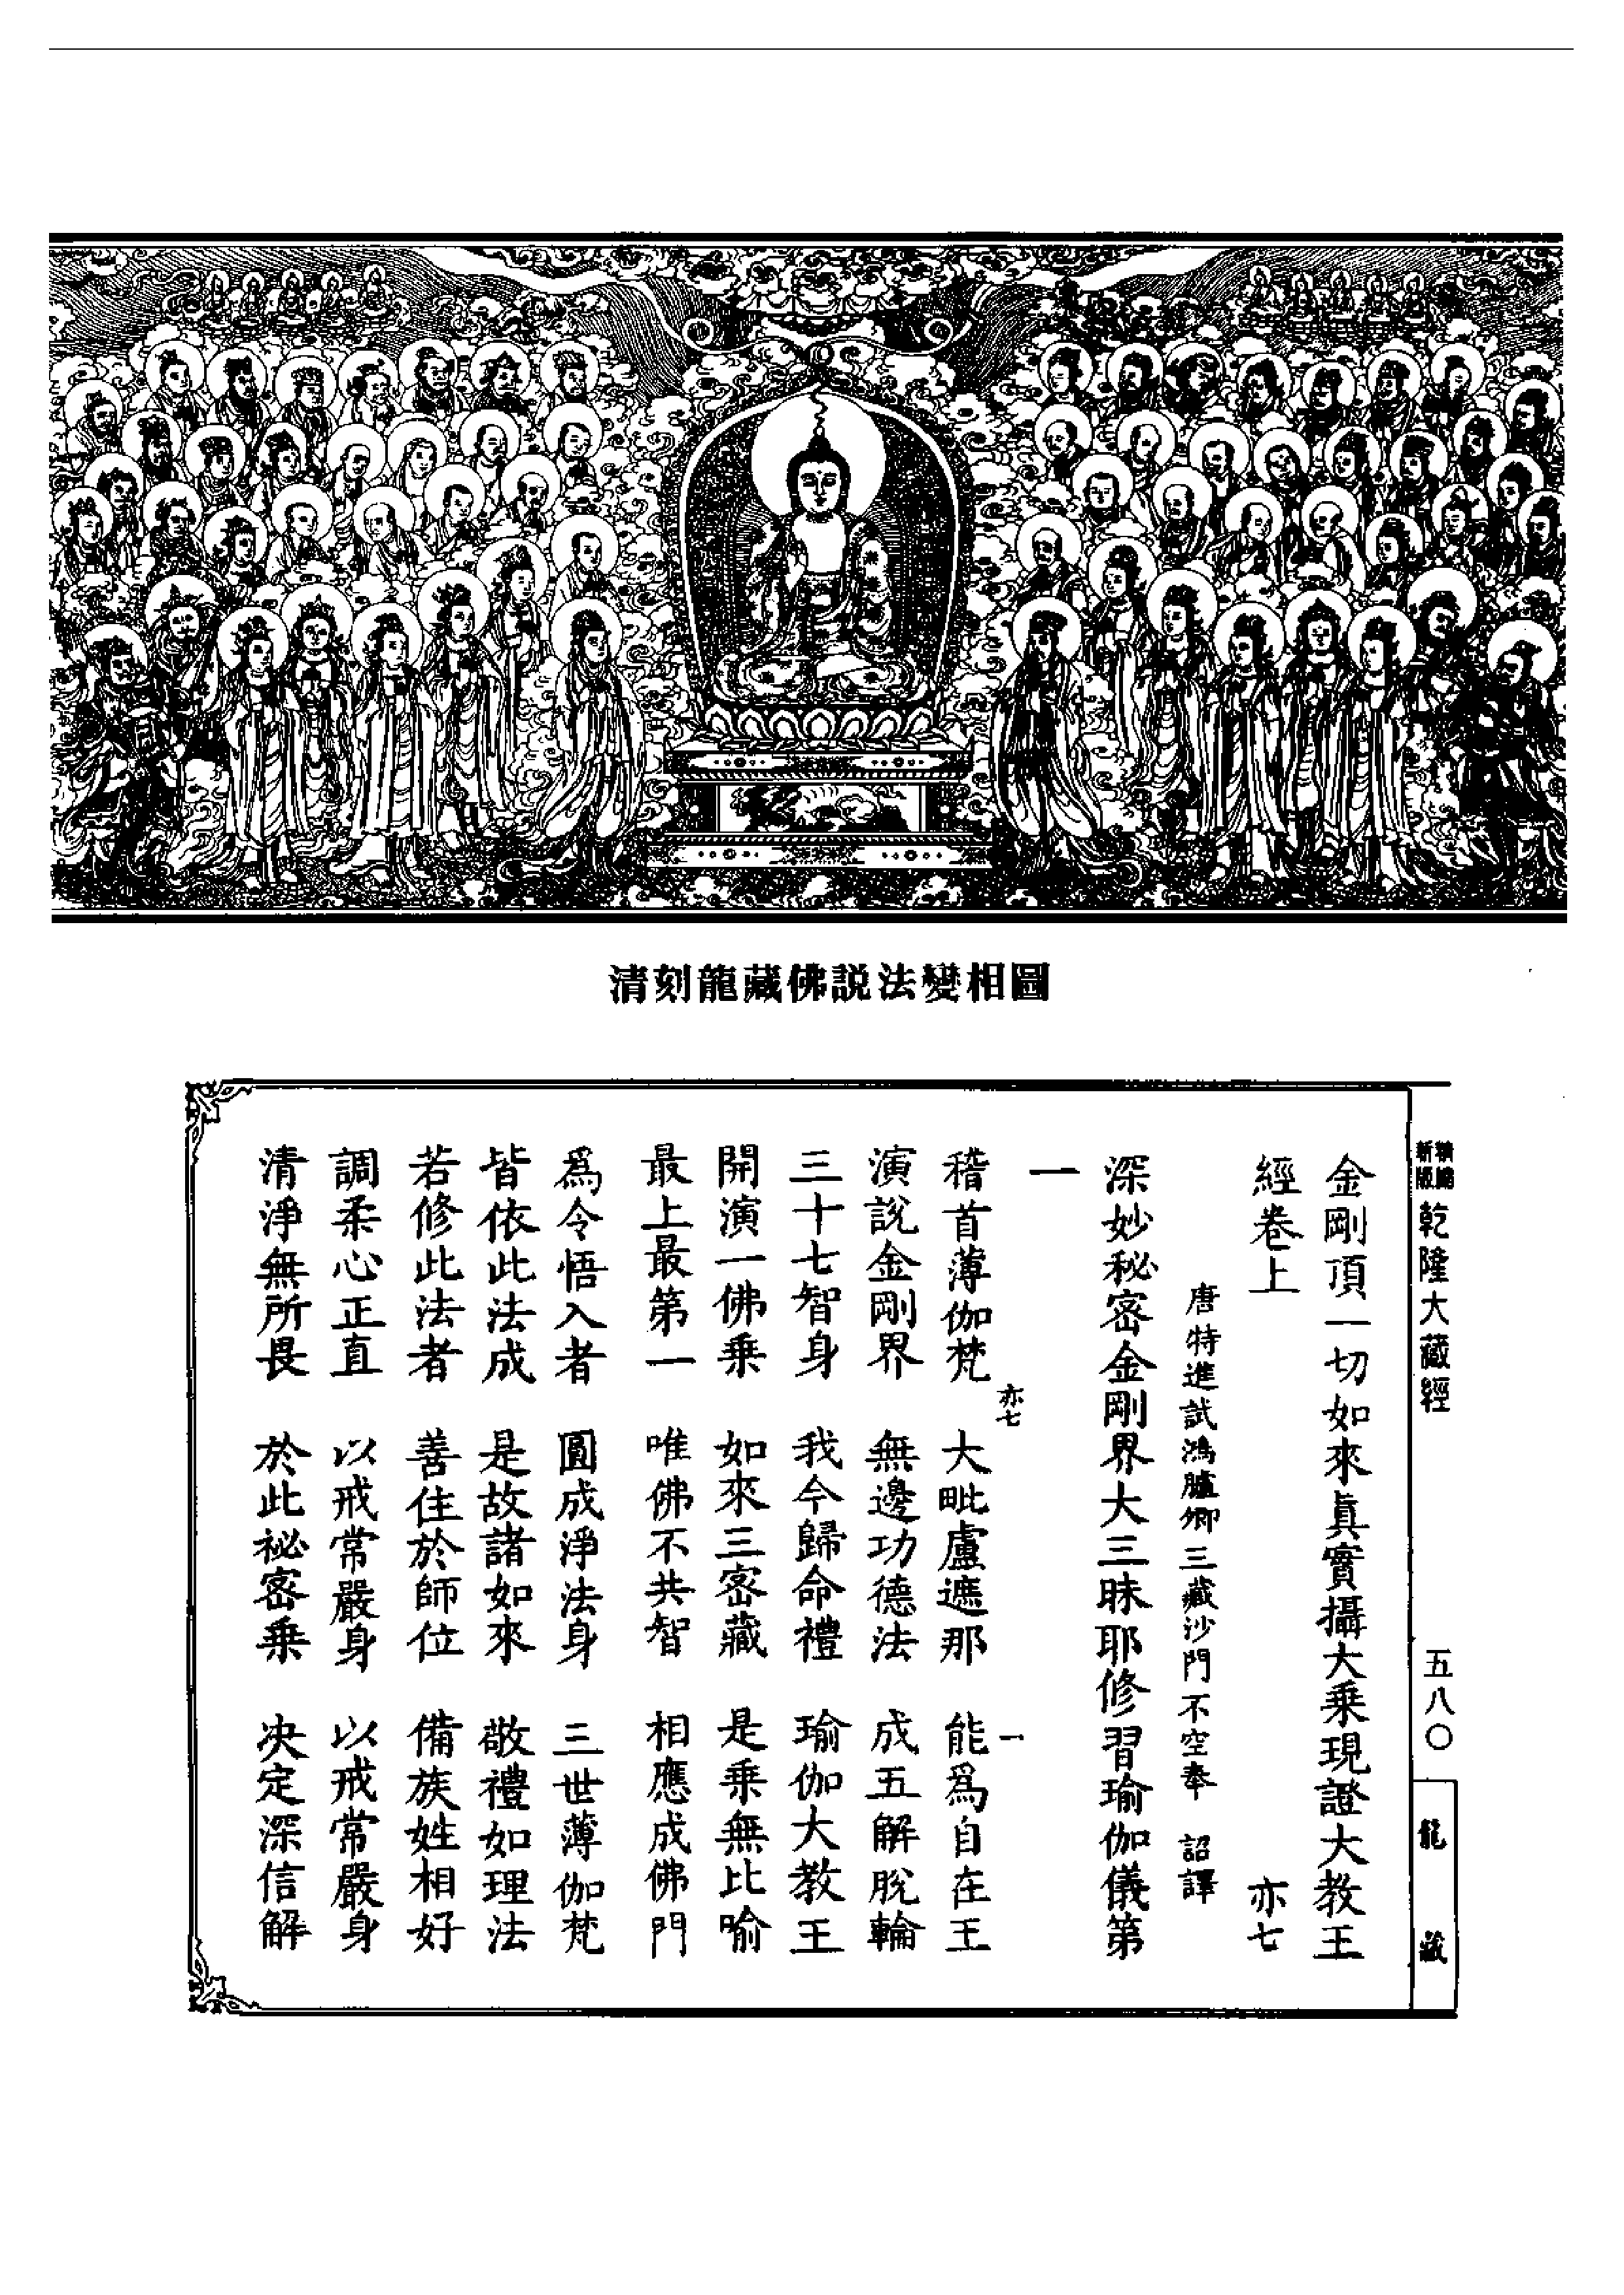 清刻龍藏佛説法變相圖
新版
精縮
乾隆大藏經
五八〇
龍藏
金剛頂一切如來真實攝大乘現證大教王
經卷上 亦七
唐特進試鴻臚卿三藏沙門不空奉 詔譯
深妙秘密金剛界大三昧耶修習瑜伽儀第
一
亦七 一
稽首薄伽梵 大毗盧遮那 能為自在王
演說金剛界 無邊功德法 成五解脫輪
三十七智身 我今歸命禮 瑜伽大教王
開演一佛乘 如來三密藏 是乘無比喻
最上最第一 唯佛不共智 相應成佛門
為令悟入者 圓成淨法身 三世薄伽梵
皆依此法成 是故諸如來 敬禮如理法
若修此法者 善住於師位 備族姓相好
調柔心正直 以戒常嚴身 以戒常嚴身
清淨無所畏 於此祕密乘 决定深信解